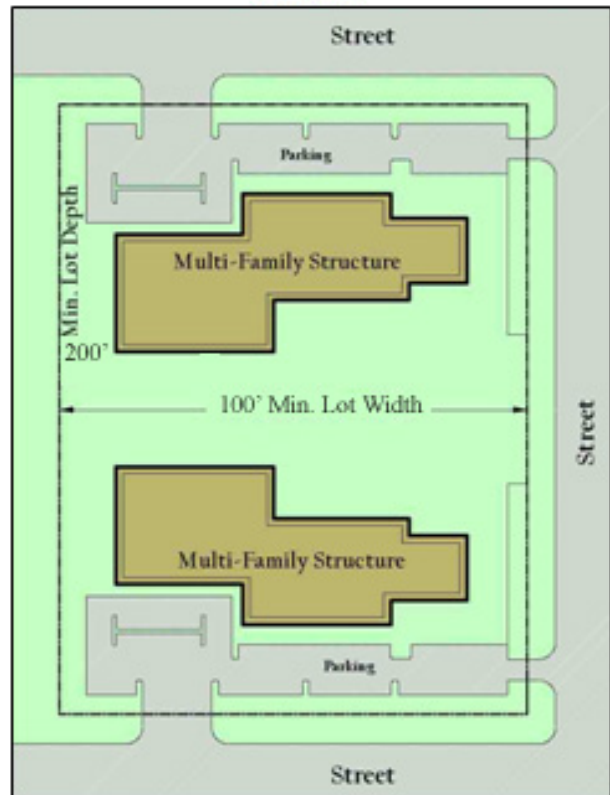 Street
Parking
Min. Lot Depth
Multi-Family Structure
200'
100' Min. Lot Width
Street
Multi-Family Structure
Parking
Street